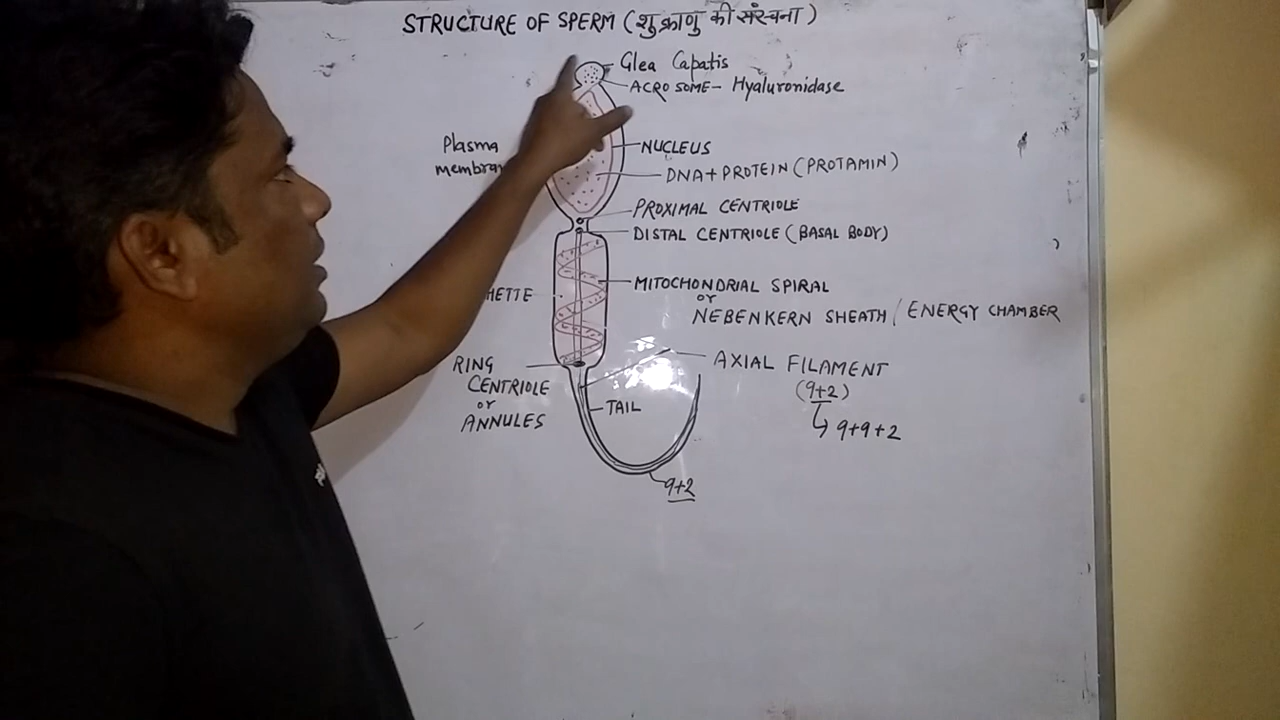 STRUCTURE OF SPERM (शुक्राणु की संरचना)
Glea Capatis
ACROSOME- Hyaluronidase
Plasma
NUCLEUS
DNA+ PROTEIN (PROTAMIN)
PROXIMAL CENTRIOLE
DISTAL CENTRIOLE (BASAL BODY)
MITOCHONDRIAL SPIRAL
or
NEBENKERN SHEATH / ENERGY CHAMBER
RING
CENTRIOLE
or
ANNULES
AXIAL FILAMENT
(9+2)
9+9+2
TAIL
9+2